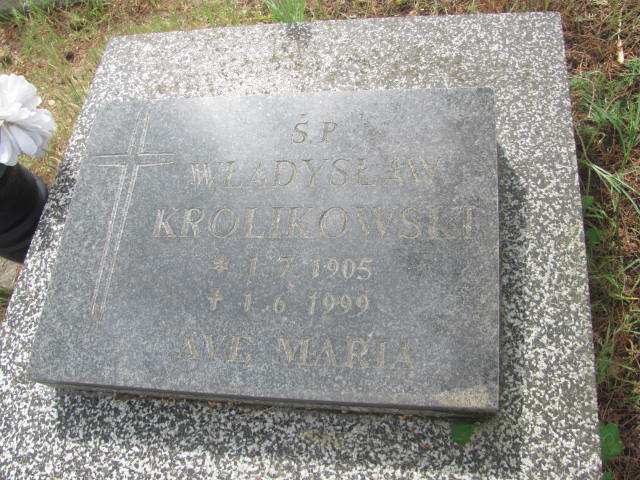 Ś.P
WŁADYSŁAW
KROLIKOWSKI
* 1.7 1905
✝ 1.6 1999
AVE MARIA